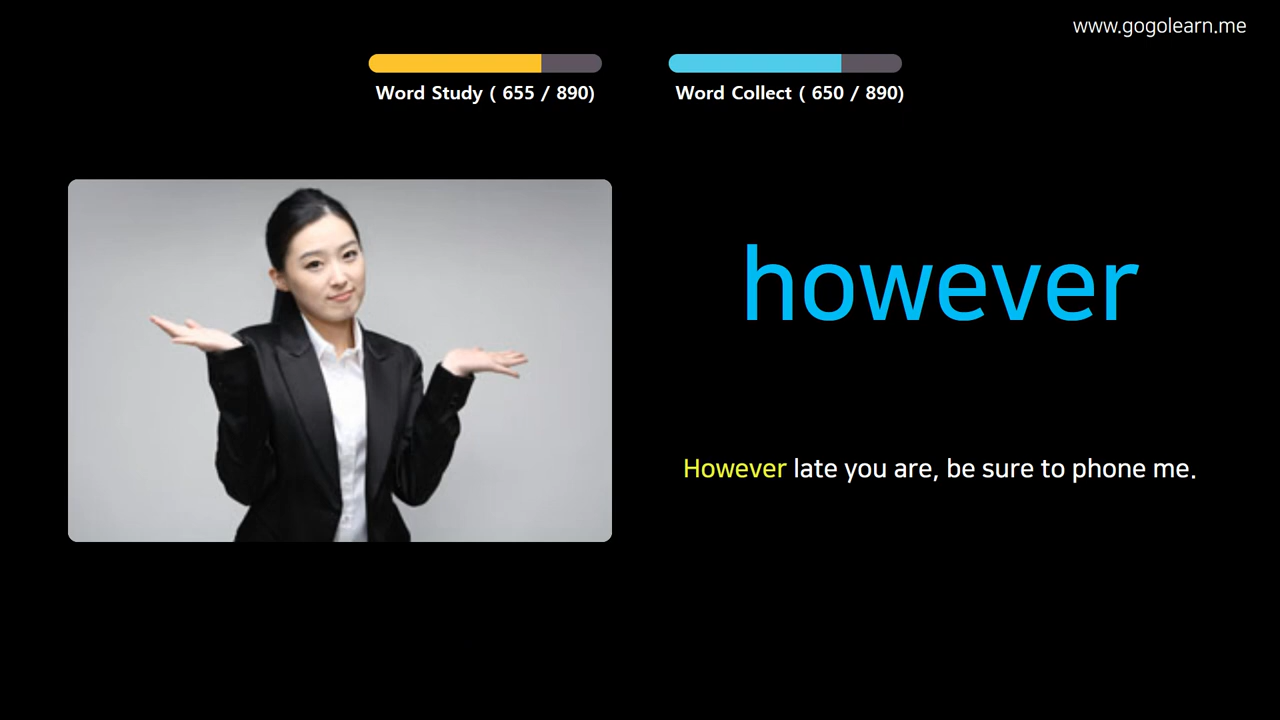 www.gogolearn.me
Word Study ( 655 / 890)
Word Collect ( 650 / 890)
however
However late you are, be sure to phone me.